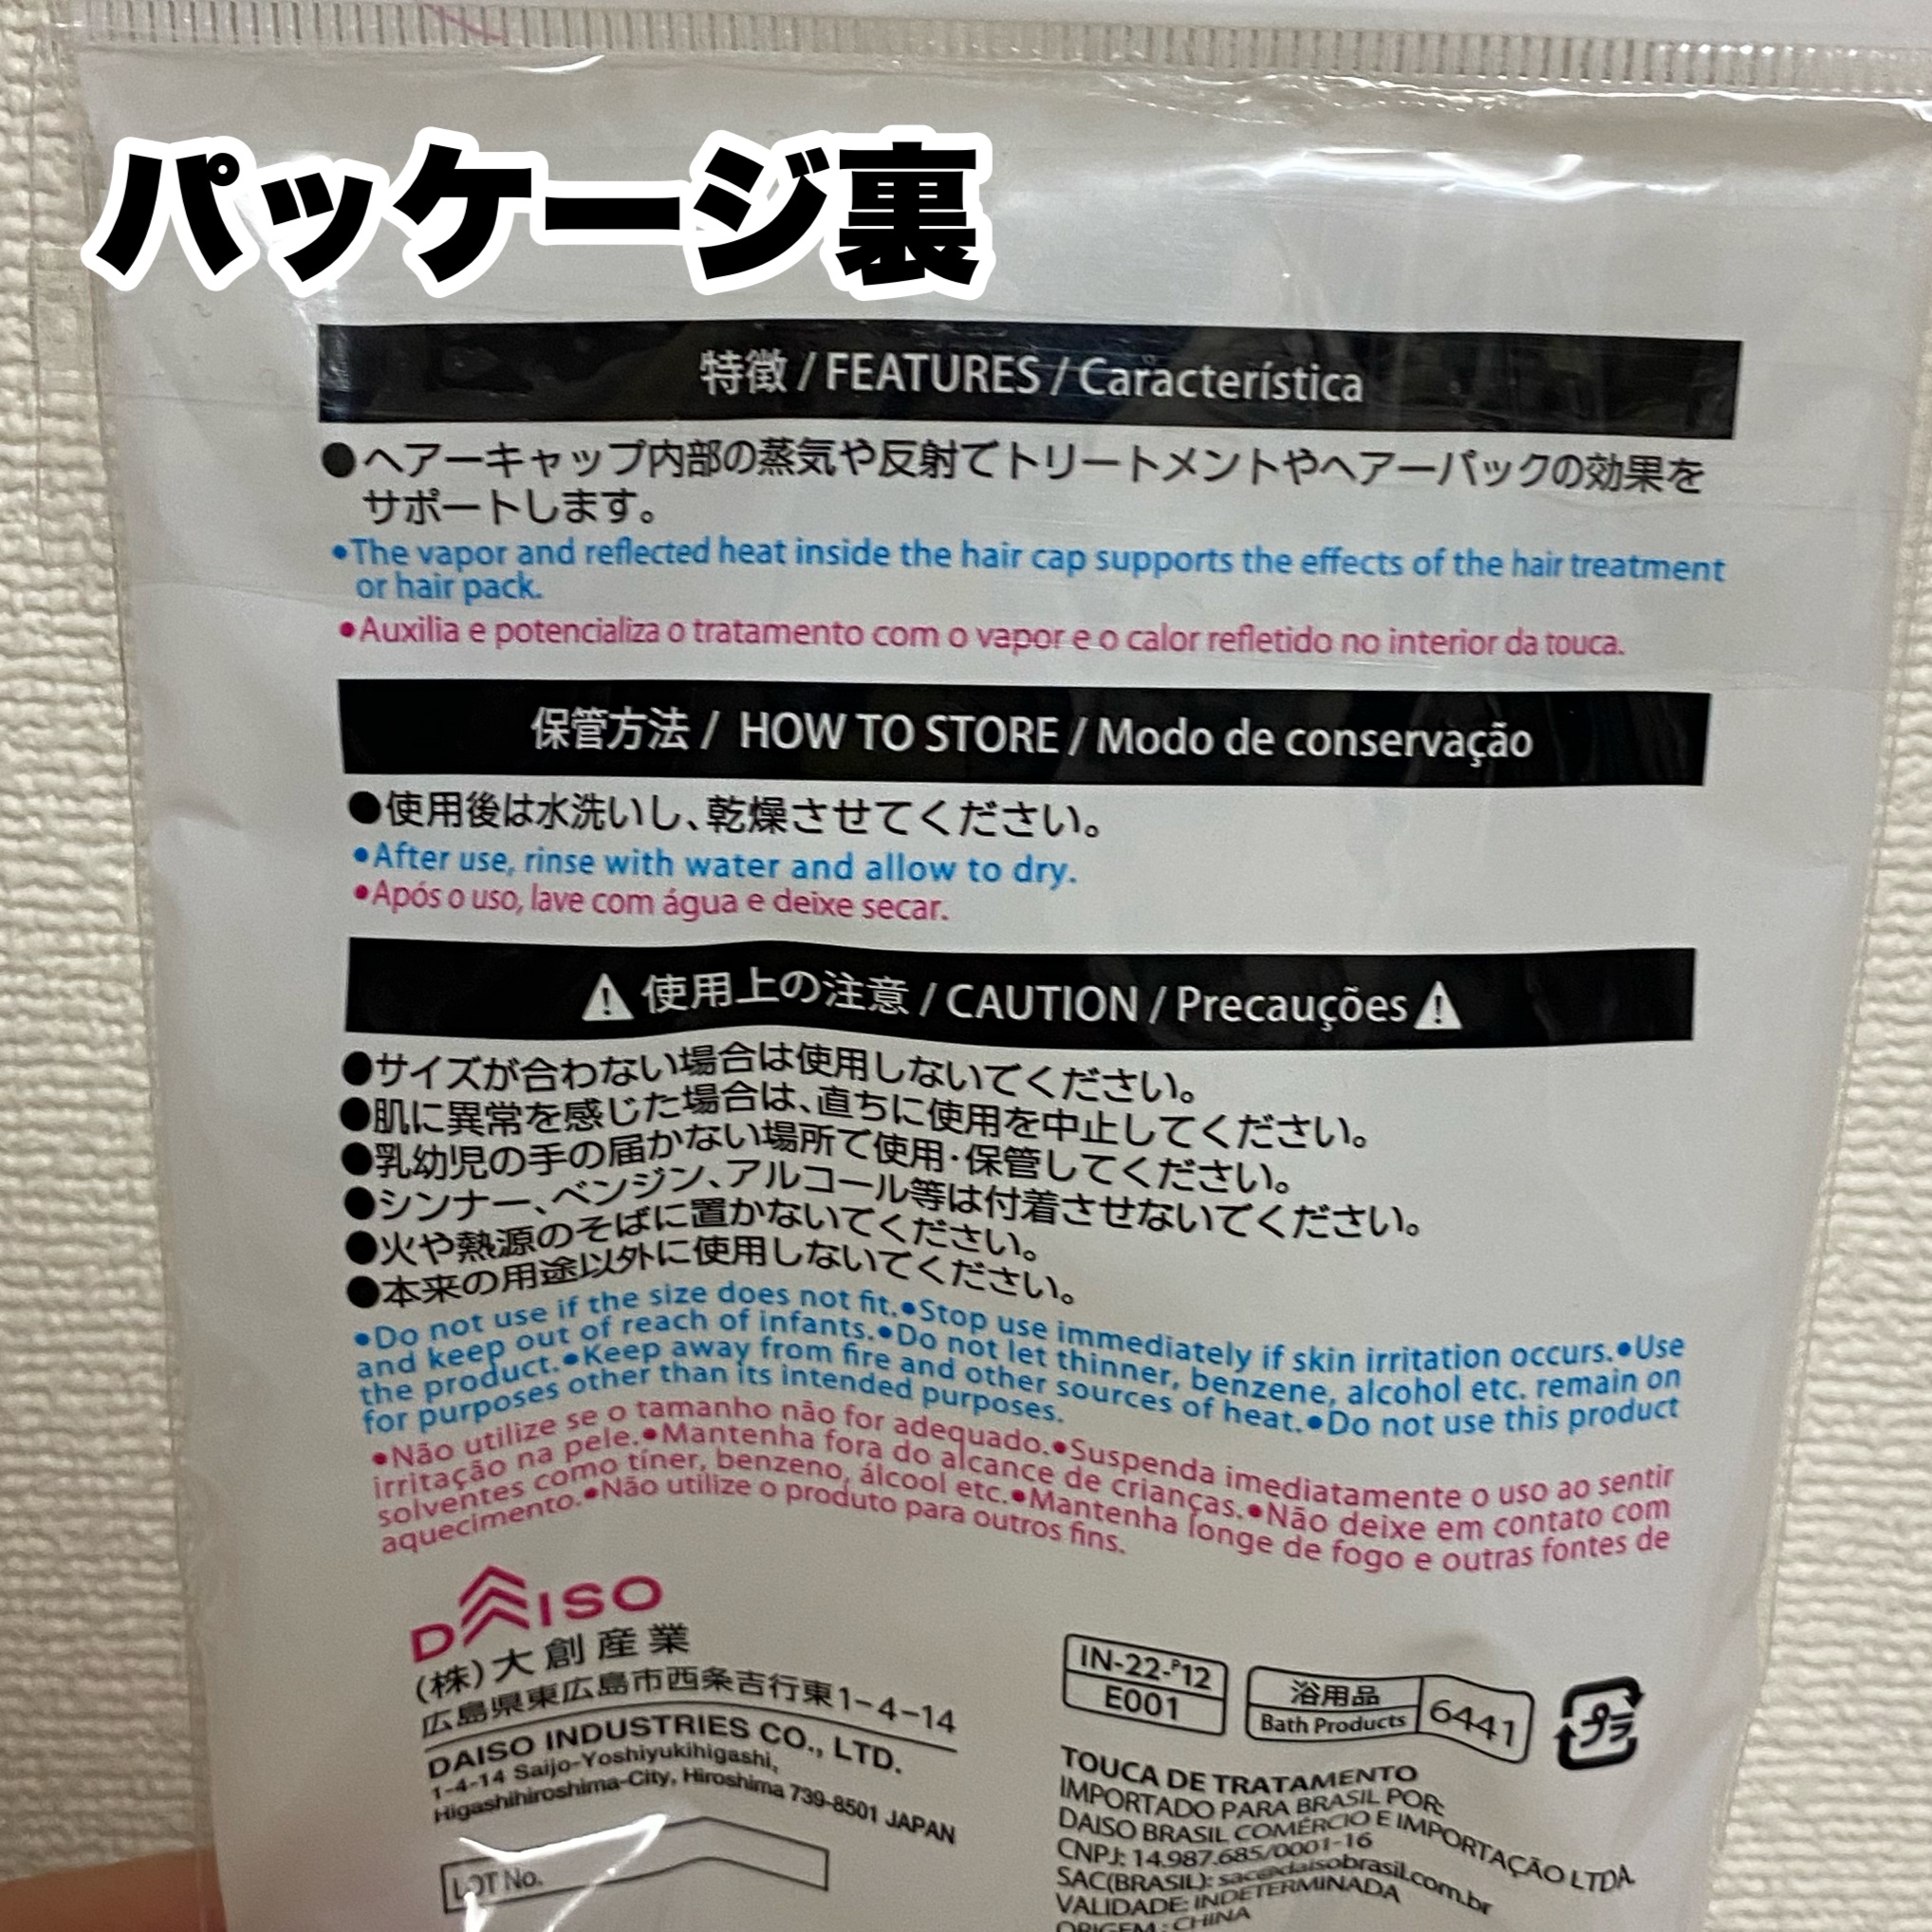 パッケージ裏
特徴 / FEATURES / Característica
●ヘアーキャップ内部の蒸気や反射でトリートメントやヘアーパックの効果を
サポートします。
•The vapor and reflected heat inside the hair cap supports the effects of the hair treatment
or hair pack.
•Auxilia e potencializa o tratamento com o vapor e o calor refletido no interior da touca.
保管方法 / HOW TO STORE / Modo de conservação
●使用後は水洗いし、乾燥させてください。
•After use, rinse with water and allow to dry.
•Após o uso, lave com água e deixe secar.
⚠使用上の注意 / CAUTION / Precauções⚠
●サイズが合わない場合は使用しないでください。
●肌に異常を感じた場合は、直ちに使用を中止してください。
●乳幼児の手の届かない場所で使用・保管してください。
●シンナー、ベンジン、アルコール等は付着させないでください。
●火や熱源のそばに置かないでください。
●本来の用途以外に使用しないでください。
•Do not use if the size does not fit.•Stop use immediately if skin irritation occurs.•Use
and keep out of reach of infants.•Do not let thinner, benzene, alcohol etc. remain on
the product.•Keep away from fire and other sources of heat.•Do not use this product
for purposes other than its intended purposes.
•Não utilize se o tamanho não for adequado.•Suspenda imediatamente o uso ao sentir
irritação na pele.•Mantenha fora do alcance de crianças.•Não deixe em contato com
solventes como tíner, benzeno, álcool etc.•Mantenha longe de fogo e outras fontes de
aquecimento.•Não utilize o produto para outros fins.
DAISO
(株)大創産業
広島県東広島市西条吉行東1-4-14
DAISO INDUSTRIES CO., LTD.
1-4-14 Saijo-Yoshiyukihigashi,
Higashihiroshima-City, Hiroshima 739-8501 JAPAN
LOT No.
IN-22-P12
E001
浴用品
Bath Products
6441
プラ
TOUCA DE TRATAMENTO
IMPORTADO PARA BRASIL POR:
DAISO BRASIL COMÉRCIO E IMPORTAÇÃO LTDA.
CNPJ: 14.987.685/0001-16
SAC(BRASIL): sac@daisobrasil.com.br
VALIDADE: INDETERMINADA
ORIGEM : CHINA